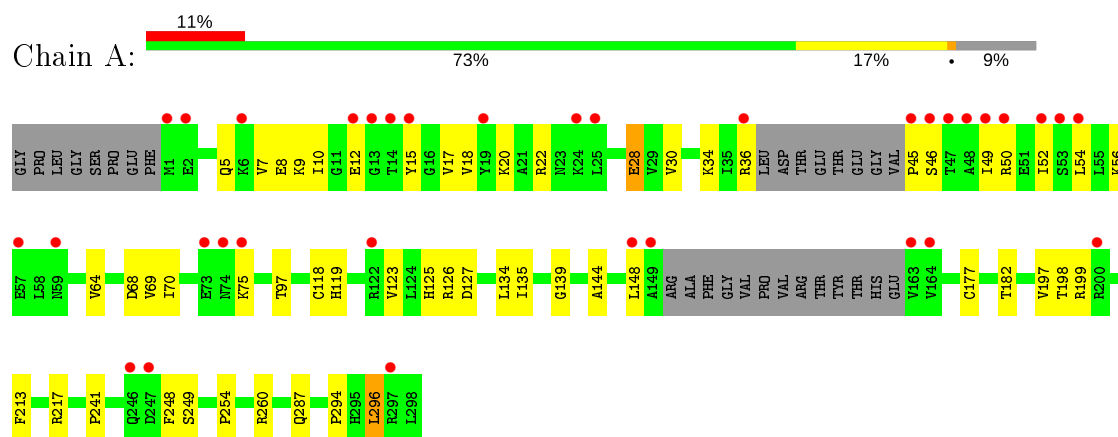 11%
Chain A:
73% 17% • 9%
GLY PRO LEU GLY SER PRO GLU PHE M1 E2 Q5 K6 V7 E8 K9 I10 G11 E12 G13 T14 Y15 G16 V17 V18 Y19 K20 A21 R22 N23 K24 L25 E28 V29 V30 K34 I35 R36 LEU ASP THR GLU THR GLU GLY VAL P45 S46 T47 A48 I49 R50 E51 I52 S53 L54 L55 K56
E57 L58 N59 V64 D68 V69 I70 E73 N74 K75 T97 C118 H119 R122 V123 L124 H125 R126 D127 L134 I135 G139 A144 L148 A149 ARG ALA PHE GLY VAL PRO VAL ARG THR TYR THR HIS GLU V163 V164 C177 T182 V197 T198 R199 R200
F213 R217 P241 Q246 D247 F248 S249 P254 R260 Q287 P294 H295 L296 R297 L298